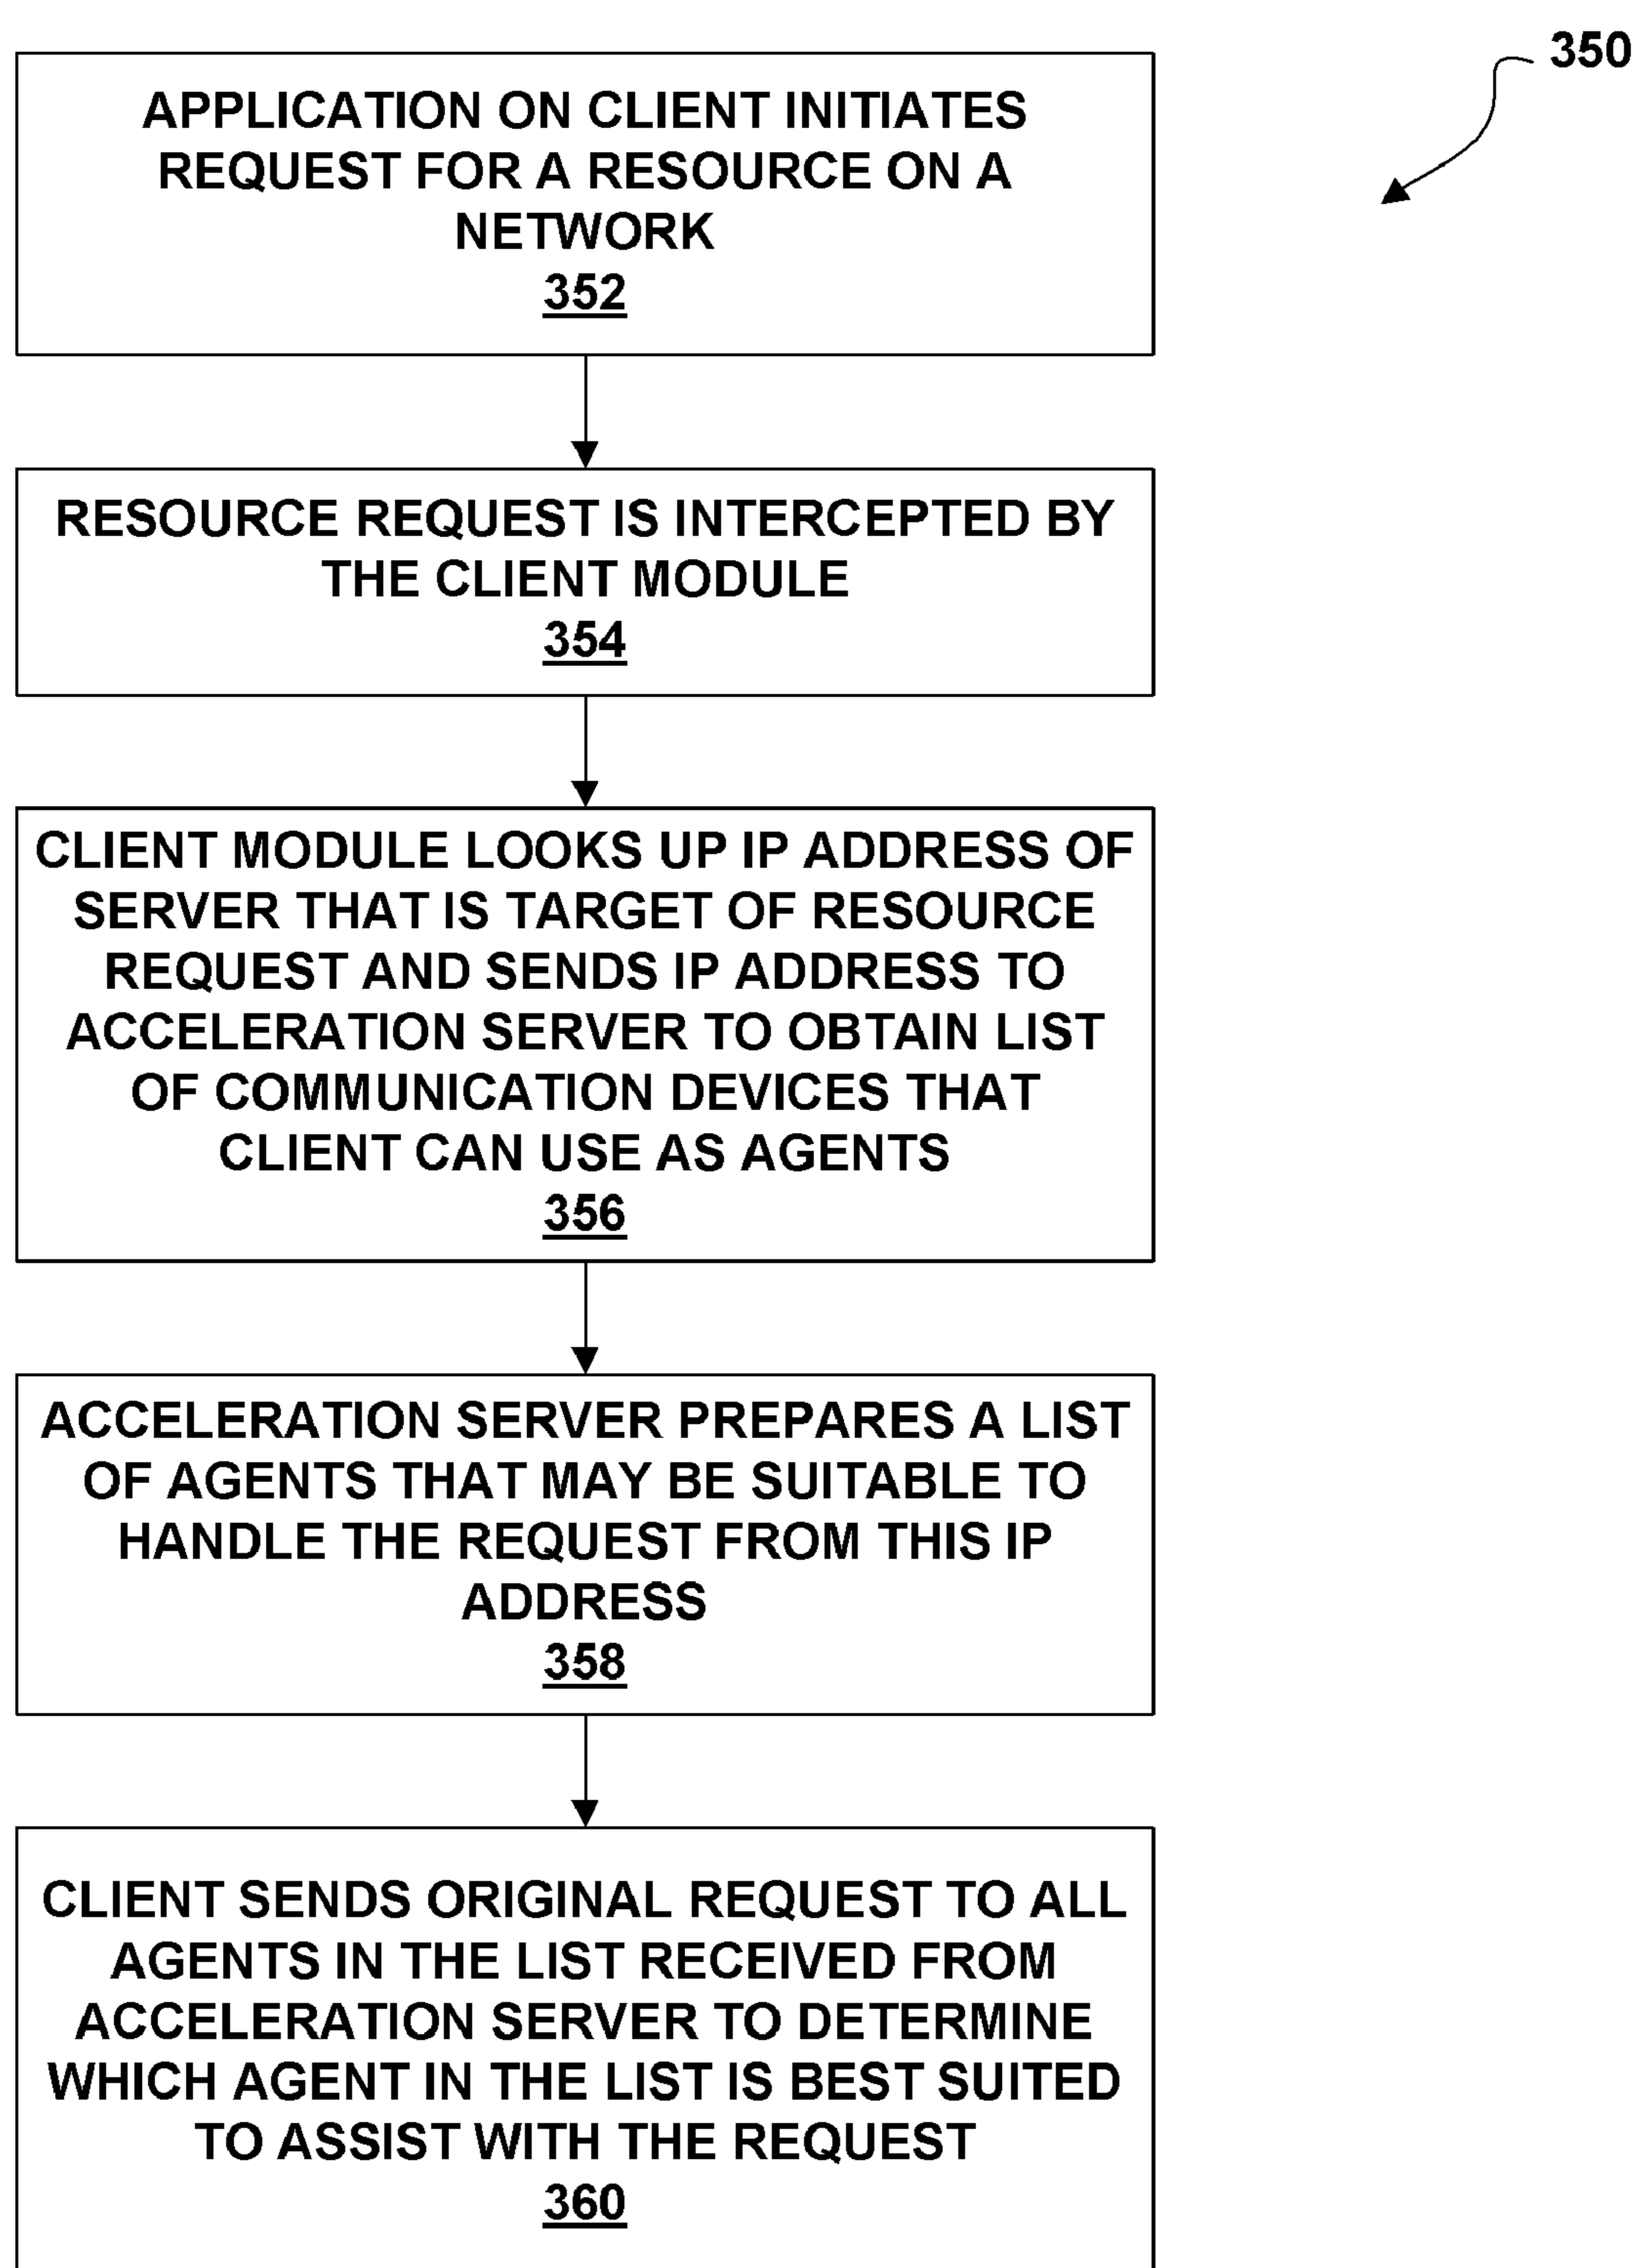 350
APPLICATION ON CLIENT INITIATES
REQUEST FOR A RESOURCE ON A
NETWORK
352
RESOURCE REQUEST IS INTERCEPTED BY
THE CLIENT MODULE
354
CLIENT MODULE LOOKS UP IP ADDRESS OF
SERVER THAT IS TARGET OF RESOURCE
REQUEST AND SENDS IP ADDRESS TO
ACCELERATION SERVER TO OBTAIN LIST
OF COMMUNICATION DEVICES THAT
CLIENT CAN USE AS AGENTS
356
ACCELERATION SERVER PREPARES A LIST
OF AGENTS THAT MAY BE SUITABLE TO
HANDLE THE REQUEST FROM THIS IP
ADDRESS
358
CLIENT SENDS ORIGINAL REQUEST TO ALL
AGENTS IN THE LIST RECEIVED FROM
ACCELERATION SERVER TO DETERMINE
WHICH AGENT IN THE LIST IS BEST SUITED
TO ASSIST WITH THE REQUEST
360